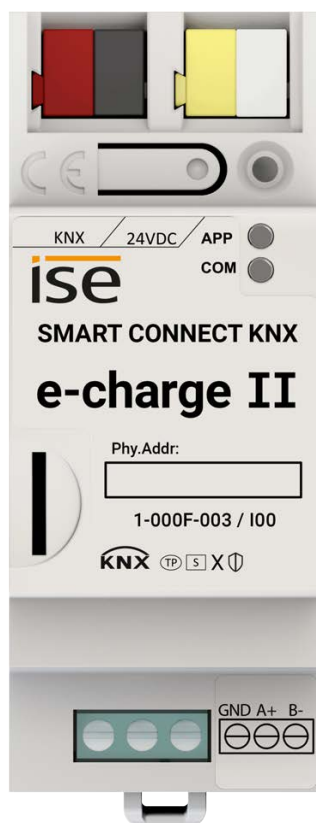 CE
KNX / 24VDC / APP
COM
ise
SMART CONNECT KNX
e-charge II
Phy.Addr:
1-000F-003 / I00
KNX TP S X
GND A+ B-